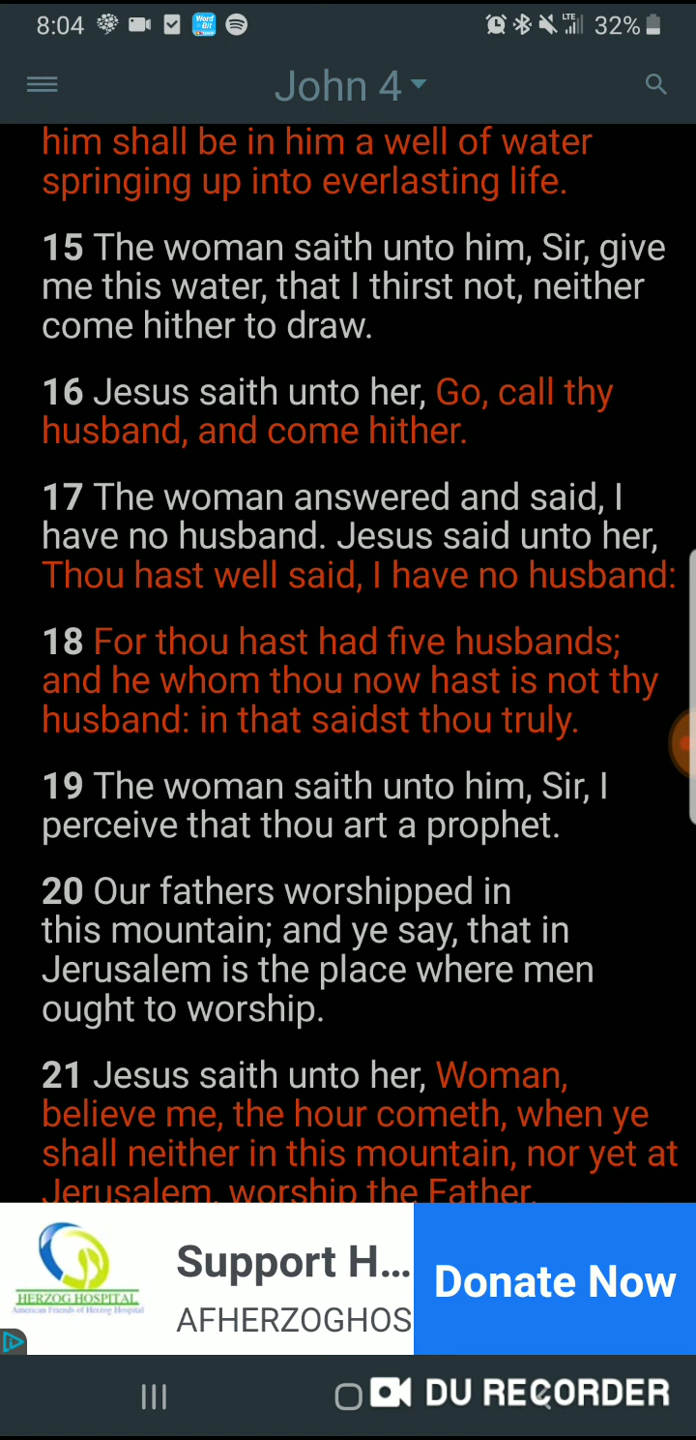 8:04
Word
Bit
LTE
32%
John 4
him shall be in him a well of water
springing up into everlasting life.
15 The woman saith unto him, Sir, give
me this water, that I thirst not, neither
come hither to draw.
16 Jesus saith unto her, Go, call thy
husband, and come hither.
17 The woman answered and said, I
have no husband. Jesus said unto her,
Thou hast well said, I have no husband:
18 For thou hast had five husbands;
and he whom thou now hast is not thy
husband: in that saidst thou truly.
19 The woman saith unto him, Sir, I
perceive that thou art a prophet.
20 Our fathers worshipped in
this mountain; and ye say, that in
Jerusalem is the place where men
ought to worship.
21 Jesus saith unto her, Woman,
believe me, the hour cometh, when ye
shall neither in this mountain, nor yet at
Jerusalem, worship the Father.
HERZOG HOSPITAL
American Friends of Herzog Hospital
Support H...
AFHERZOGHOS
Donate Now
DU RECORDER